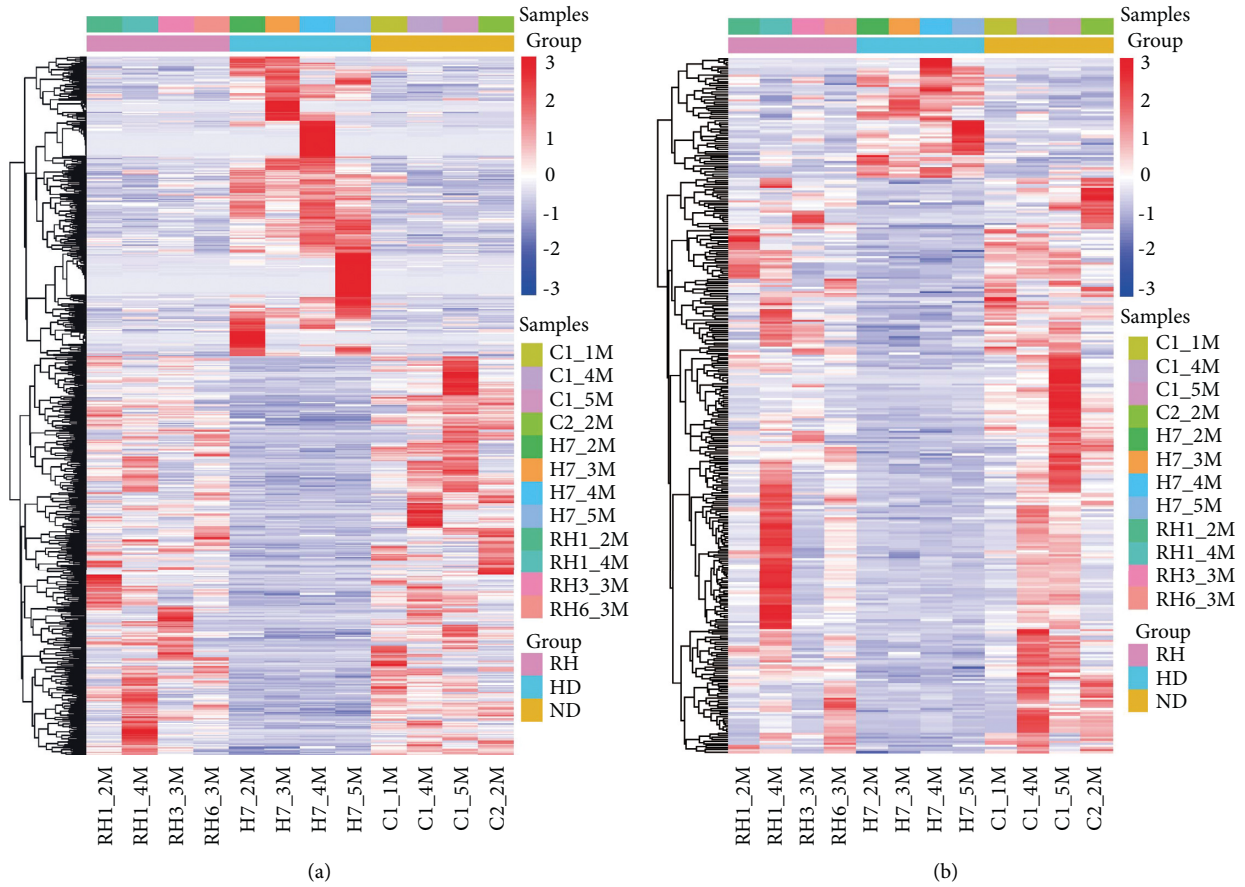 Samples
Group
3
2
1
0
-1
-2
-3
Samples
C1_1M
C1_4M
C1_5M
C2_2M
H7_2M
H7_3M
H7_4M
H7_5M
RH1_2M
RH1_4M
RH3_3M
RH6_3M
Group
RH
HD
ND
RH1_2M
RH1_4M
RH3_3M
RH6_3M
H7_2M
H7_3M
H7_4M
H7_5M
C1_1M
C1_4M
C1_5M
C2_2M
(a)
Samples
Group
3
2
1
0
-1
-2
-3
Samples
C1_1M
C1_4M
C1_5M
C2_2M
H7_2M
H7_3M
H7_4M
H7_5M
RH1_2M
RH1_4M
RH3_3M
RH6_3M
Group
RH
HD
ND
RH1_2M
RH1_4M
RH3_3M
RH6_3M
H7_2M
H7_3M
H7_4M
H7_5M
C1_1M
C1_4M
C1_5M
C2_2M
(b)